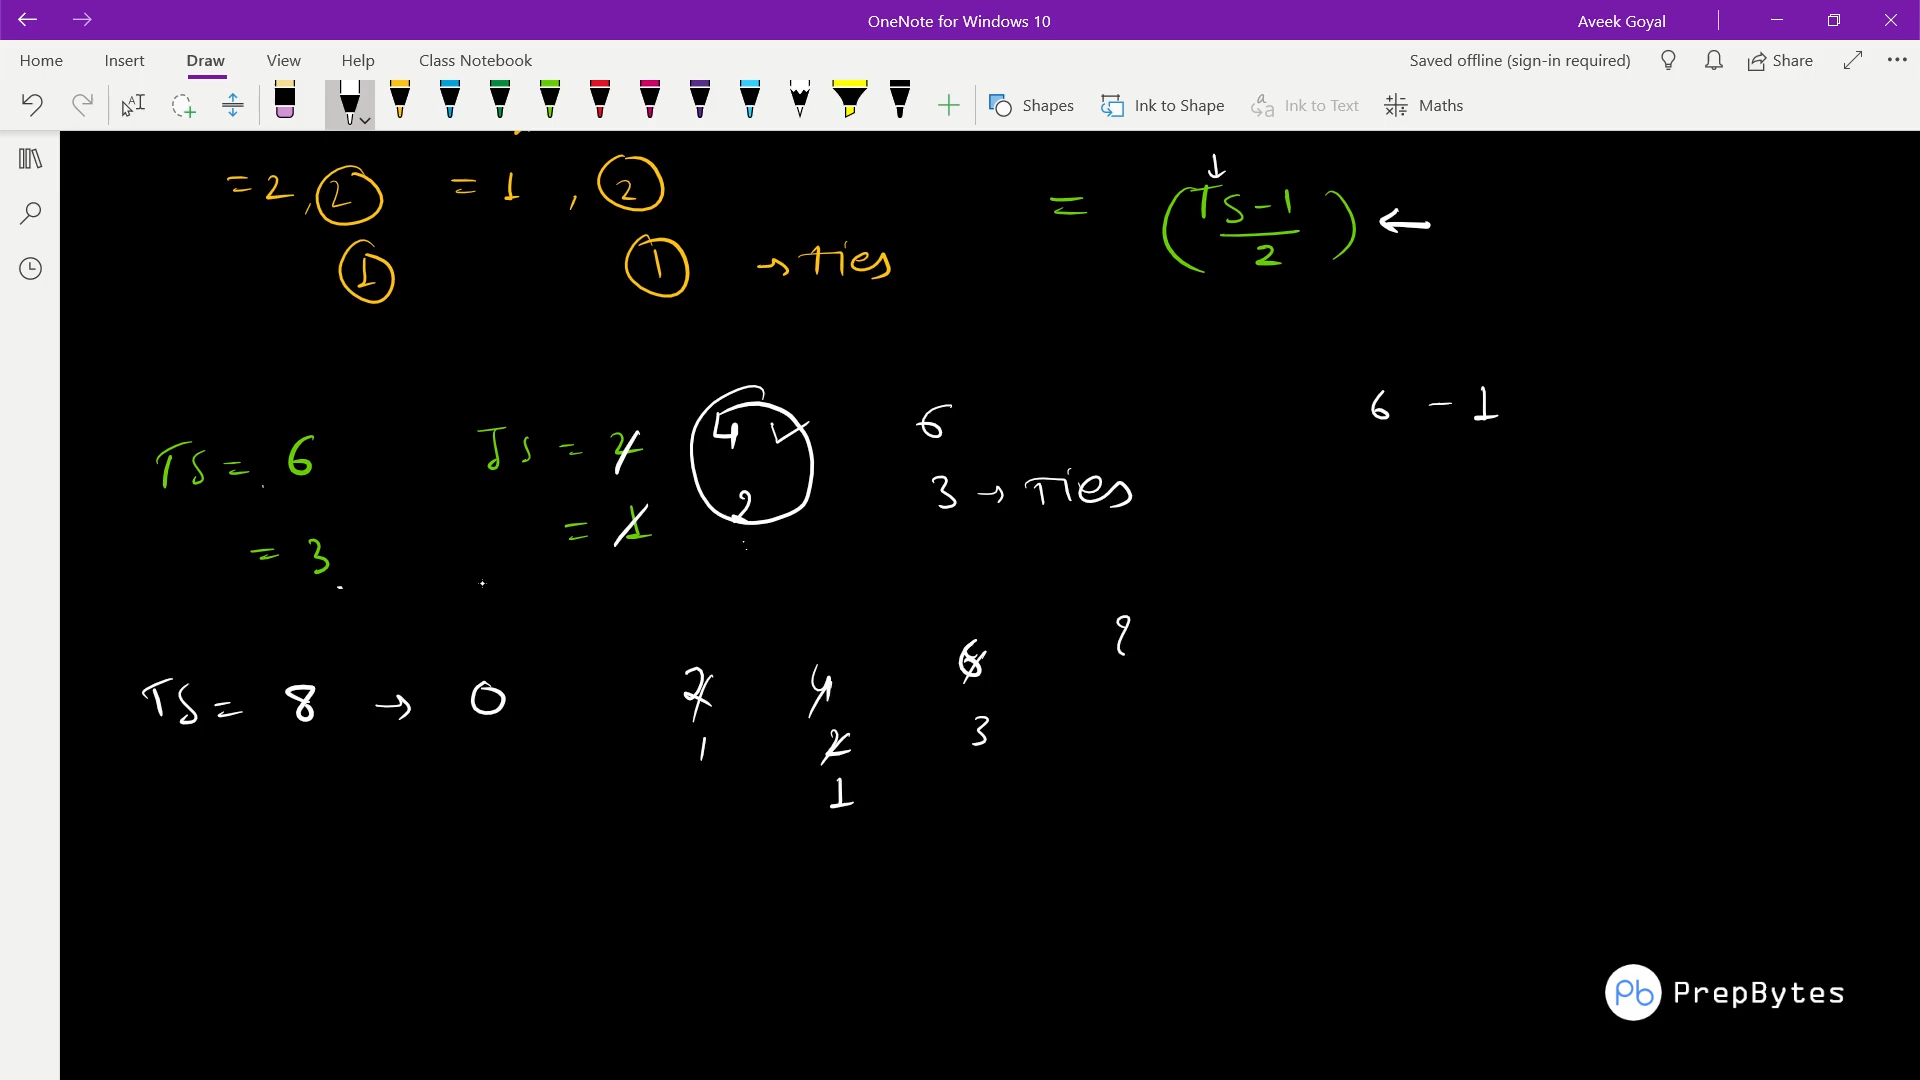 OneNote for Windows 10
Aveek Goyal
Home Insert Draw View Help Class Notebook
Saved offline (sign-in required) Share
Shapes Ink to Shape Ink to Text Maths
= 2, 2 = 1, 2
1 1 → Ties
= (TS-1/2) ←
TS = 6 JS = 2 4 ✓ 6 6 - 1
= 3 = 1 2 3 → Ties
TS = 8 → 0 2 4 6
1 2 3
1
Pb PrepBytes